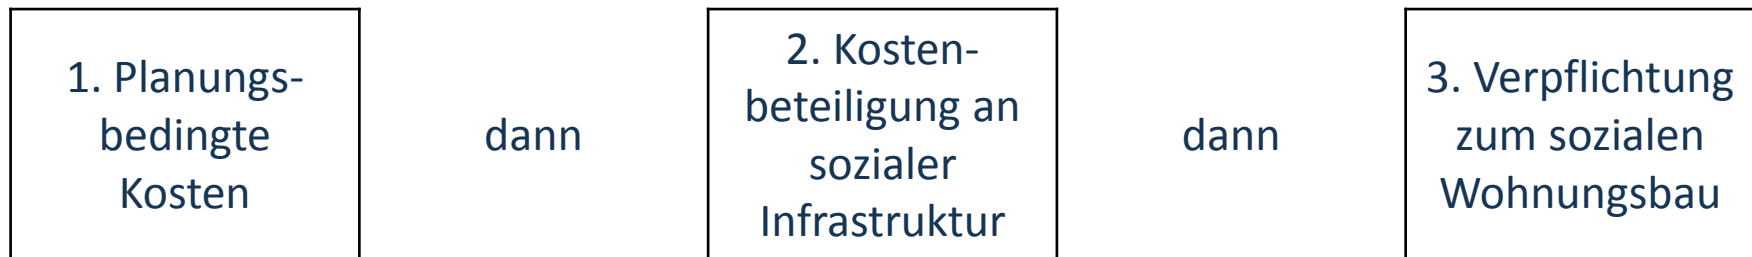 1. Planungs-
bedingte
Kosten
dann
2. Kosten-
beteiligung an
sozialer
Infrastruktur
dann
3. Verpflichtung
zum sozialen
Wohnungsbau